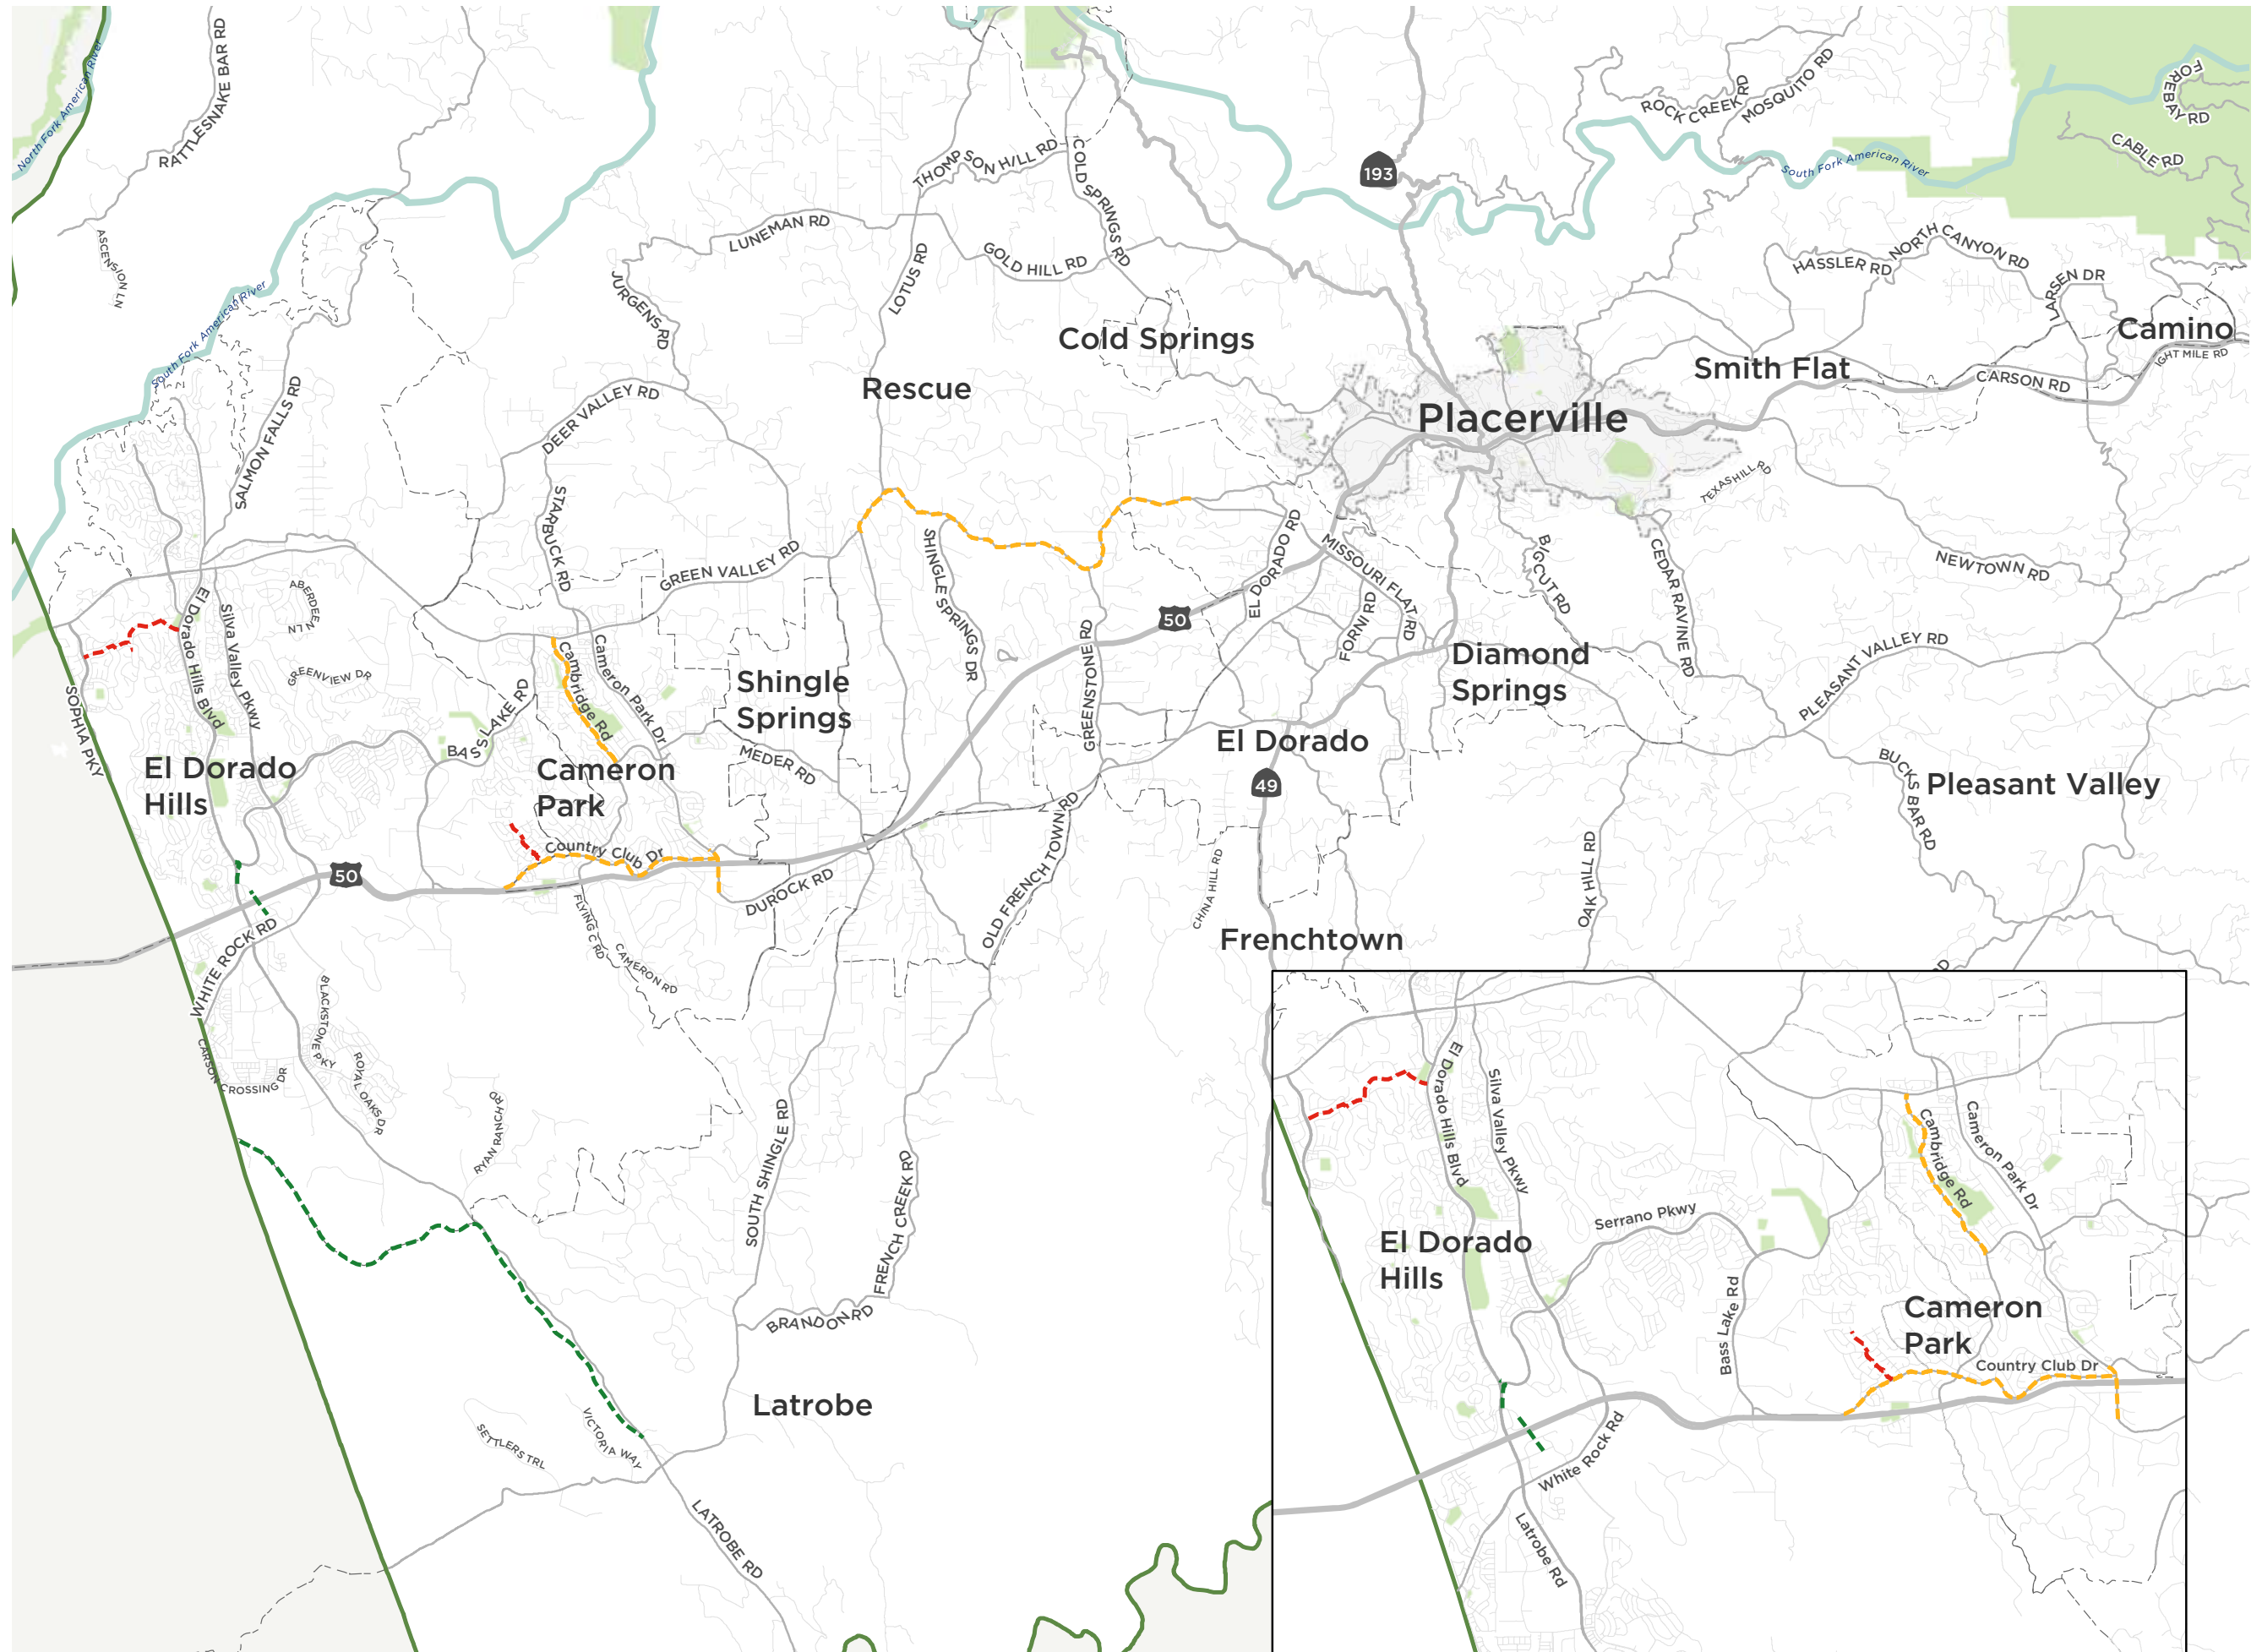 North Fork American River
RATTLESNAKE BAR RD
ASCENSION LN
South Fork American River
SALMON FALLS RD
THOMPSON HILL RD
COLD SPRINGS RD
LUNEMAN RD
GOLD HILL RD
LOTUS RD
JURGENS RD
193
ROCK CREEK RD
MOSQUITO RD
South Fork American River
FOREBAY RD
CABLE RD
HASSLER RD
NORTH CANYON RD
LARSEN DR
Camino
Cold Springs
Rescue
Smith Flat
CARSON RD
Placerville
DEER VALLEY RD
STARBUCK RD
GREEN VALLEY RD
SHINGLE SPRINGS DR
TEXAS HILL RD
EL DORADO RD
MISSOURI FLAT RD
BIG CUT RD
CEDAR RAVINE RD
NEWTOWN RD
El Dorado Hills Blvd
Silva Valley Pkwy
ABERDEEN LN
GREENVIEW DR
SOPHIA PKY
Cambridge Rd
Cameron Park Dr
BASS LAKE RD
Shingle
Springs
MEDER RD
50
GREENSTONE RD
FORNI RD
Diamond
Springs
PLEASANT VALLEY RD
El Dorado
49
BUCKS BAR RD
Pleasant Valley
El Dorado
Hills
Cameron
Park
Country Club Dr
50
DUROCK RD
OLD FRENCH TOWN RD
CHINA HILL RD
OAK HILL RD
FLYING C RD
CAMERON RD
Frenchtown
WHITE ROCK RD
BLACKSTONE PKY
ROYAL OAKS DR
CARSON CROSSING DR
RYAN RANCH RD
SOUTH SHINGLE RD
FRENCH CREEK RD
BRANDON RD
Latrobe
SETTLERS TRL
VICTORIA WAY
LATROBE RD
El Dorado Hills Blvd
Silva Valley Pkwy
Cambridge Rd
Cameron Park Dr
Serrano Pkwy
El Dorado
Hills
Bass Lake Rd
Cameron
Park
Country Club Dr
White Rock Rd
Latrobe Rd